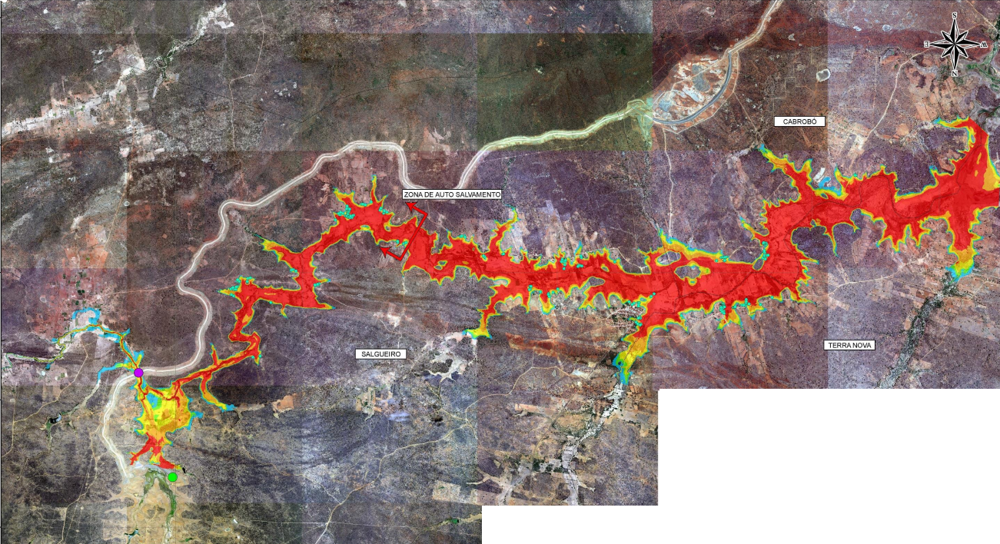 S
E
W
N
CABROBÓ
ZONA DE AUTO SALVAMENTO
TERRA NOVA
SALGUEIRO